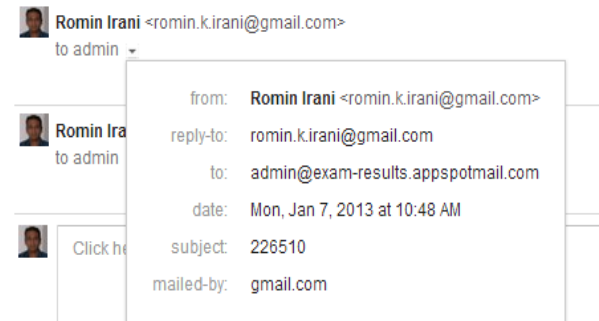 Romin Irani <romin.k.irani@gmail.com>
to admin
from: Romin Irani <romin.k.irani@gmail.com>
Romin Ira
reply-to: romin.k.irani@gmail.com
to admin
to: admin@exam-results.appspotmail.com
date: Mon, Jan 7, 2013 at 10:48 AM
Click he
subject: 226510
mailed-by: gmail.com